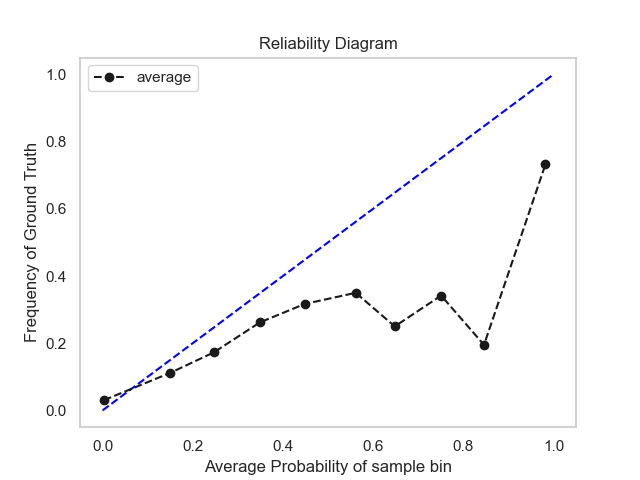 Reliability Diagram
average
1.0
0.8
0.6
0.4
0.2
0.0
Frequency of Ground Truth
0.0 0.2 0.4 0.6 0.8 1.0
Average Probability of sample bin